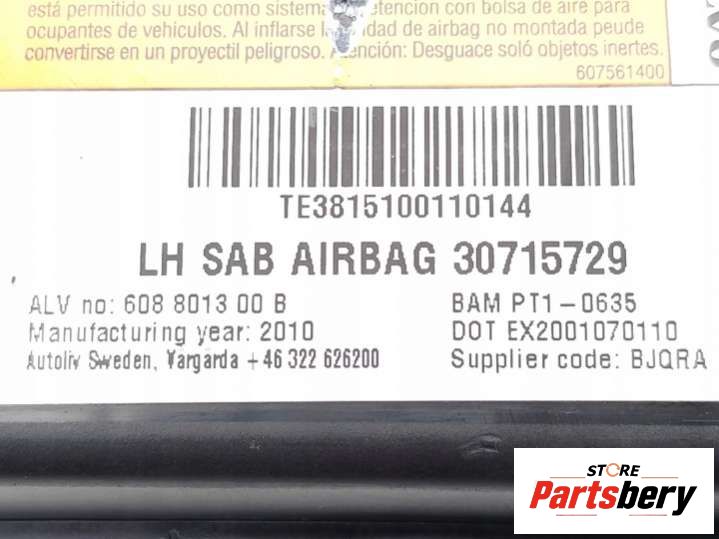 está permitido su uso como sistema retención con bolsa de aire para
ocupantes de vehículos. Al inflarse la de airbag no montada peude
convertirse en un proyectil peligroso. Atención: Desguace soló objetos inertes.
607561400
TE3815100110144
LH SAB AIRBAG 30715729
ALV no: 608 8013 00 B
BAM PT1-0635
Manufacturing year: 2010
DOT EX2001070110
Autoliv Sweden, Vargarda +46 322 626200
Supplier code: BJQRA
STORE
Partsbery